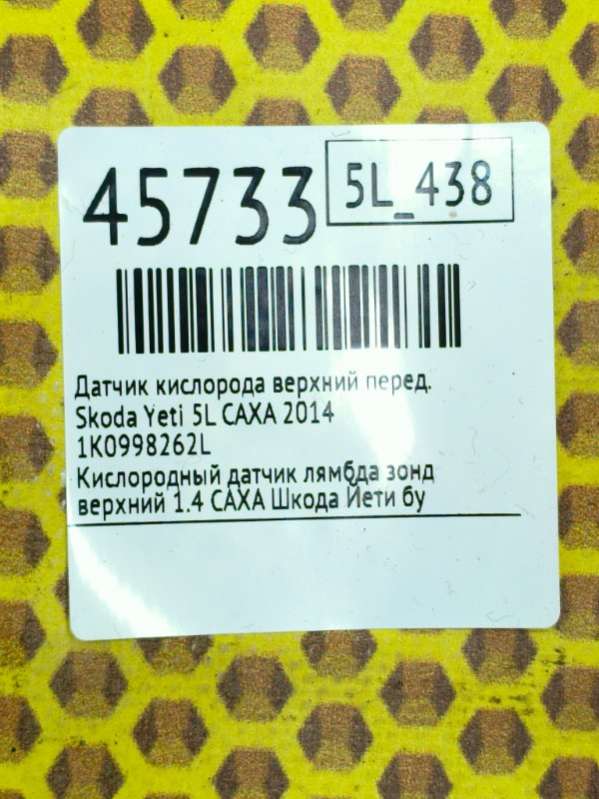 45733
5L_438
Датчик кислорода верхний перед.
Skoda Yeti 5L CAXA 2014
1K0998262L
Кислородный датчик лямбда зонд
верхний 1.4 CAXA Шкода Йети бу